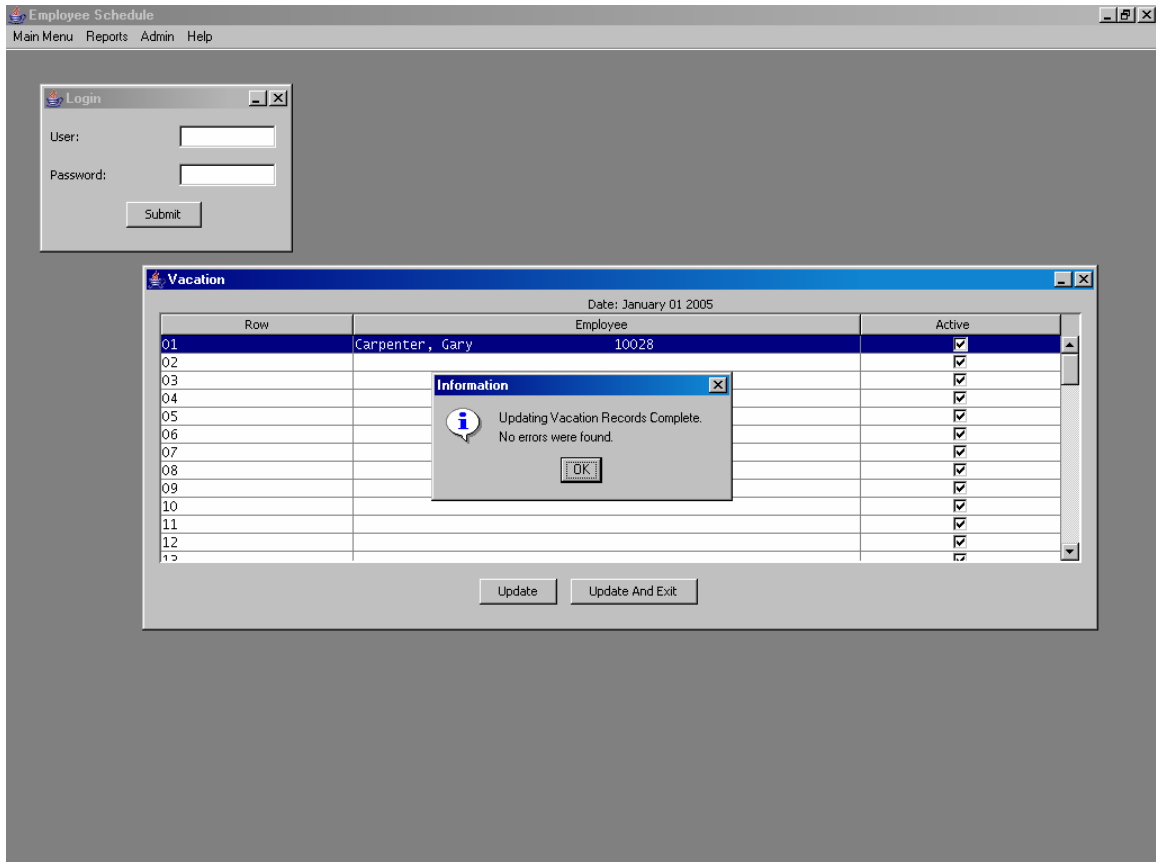 Employee Schedule
Main Menu Reports Admin Help
Login
User:
Password:
Submit
Vacation
Date: January 01 2005
Row Employee Active
01 Carpenter, Gary 10028
02
03
04
05
06
07
08
09
10
11
12
13
Information
Updating Vacation Records Complete.
No errors were found.
OK
Update Update And Exit